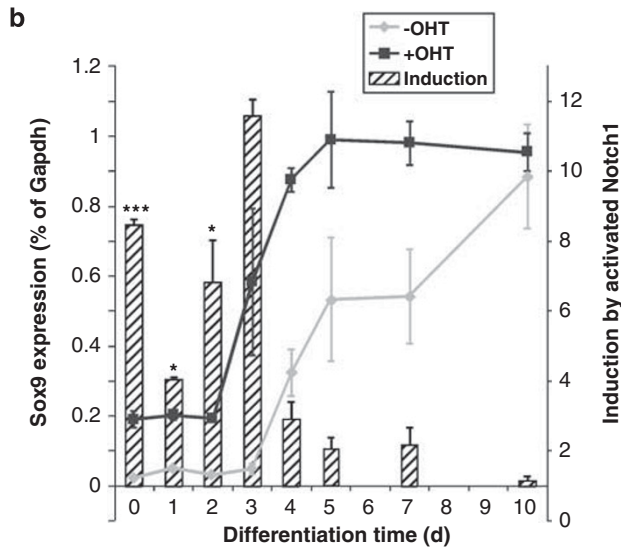 b
-OHT
+OHT
Induction
Sox9 expression (% of Gapdh)
1.2
1
0.8
0.6
0.4
0.2
0
***
*
*
12
10
8
6
4
2
0
Induction by activated Notch1
0 1 2 3 4 5 6 7 8 9 10
Differentiation time (d)